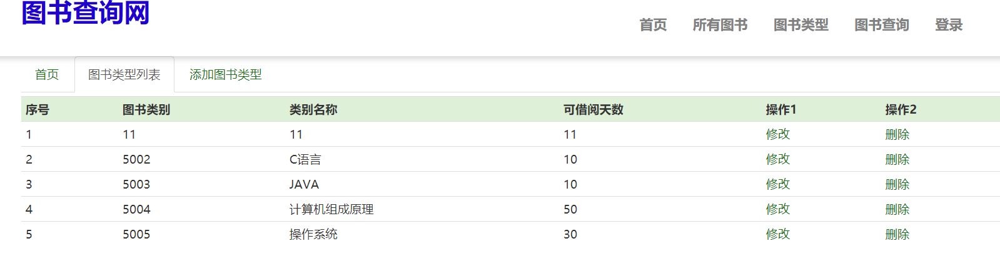 图书查询网
首页 所有图书 图书类型 图书查询 登录
首页 图书类型列表 添加图书类型
序号 图书类别 类别名称 可借阅天数 操作1 操作2
1 11 11 11 修改 删除
2 5002 C语言 10 修改 删除
3 5003 JAVA 10 修改 删除
4 5004 计算机组成原理 50 修改 删除
5 5005 操作系统 30 修改 删除